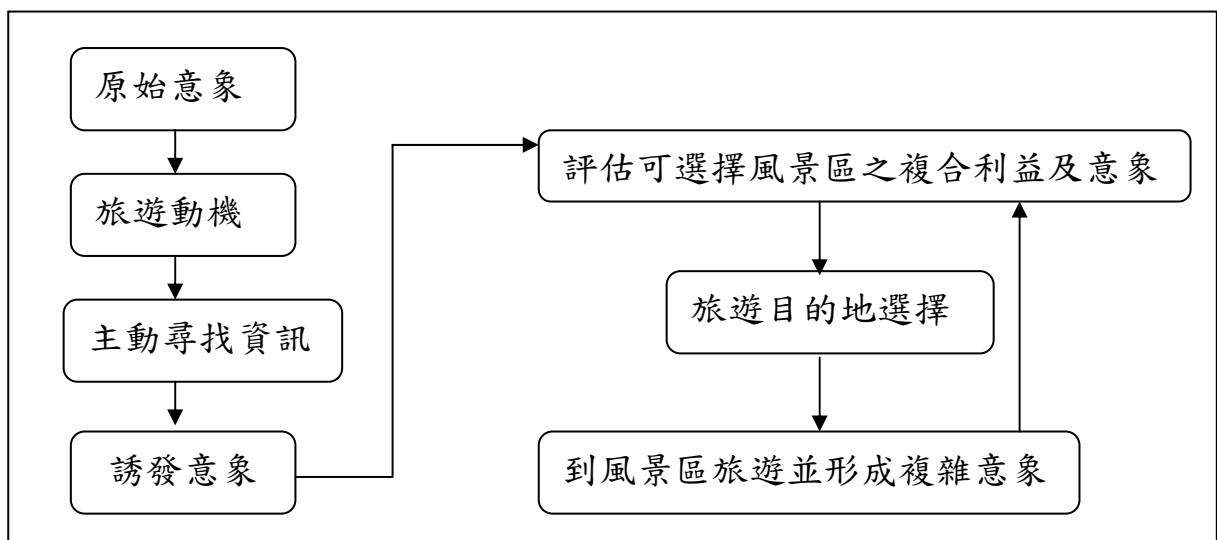 原始意象
旅遊動機
主動尋找資訊
誘發意象
評估可選擇風景區之複合利益及意象
旅遊目的地選擇
到風景區旅遊並形成複雜意象